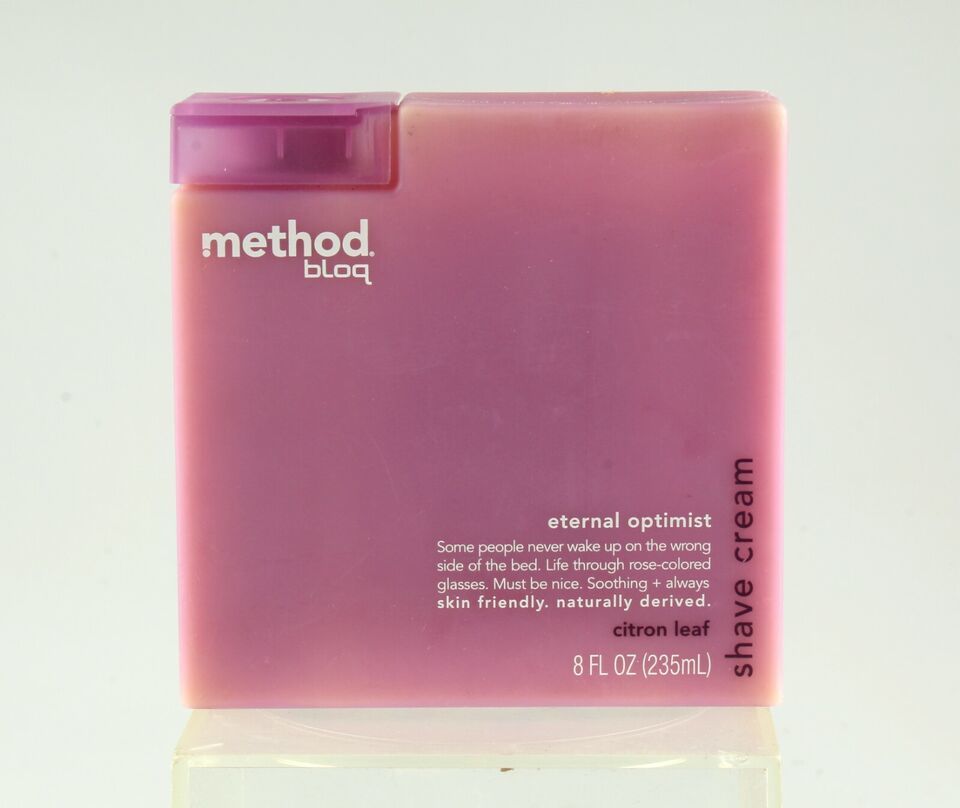 method.
bloq
eternal optimist
Some people never wake up on the wrong
side of the bed. Life through rose-colored
glasses. Must be nice. Soothing + always
skin friendly. naturally derived.
citron leaf
8 FL OZ (235mL)
shave cream